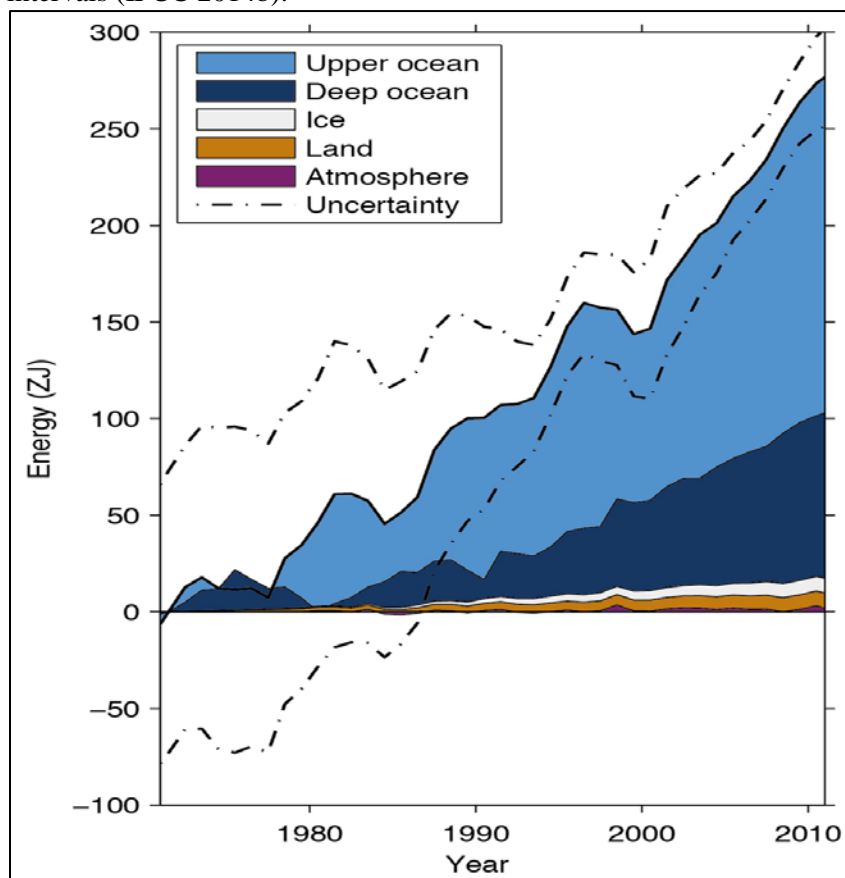 300
250
200
150
100
50
0
−50
−100
Energy (ZJ)
Upper ocean
Deep ocean
Ice
Land
Atmosphere
Uncertainty
1980
1990
2000
2010
Year